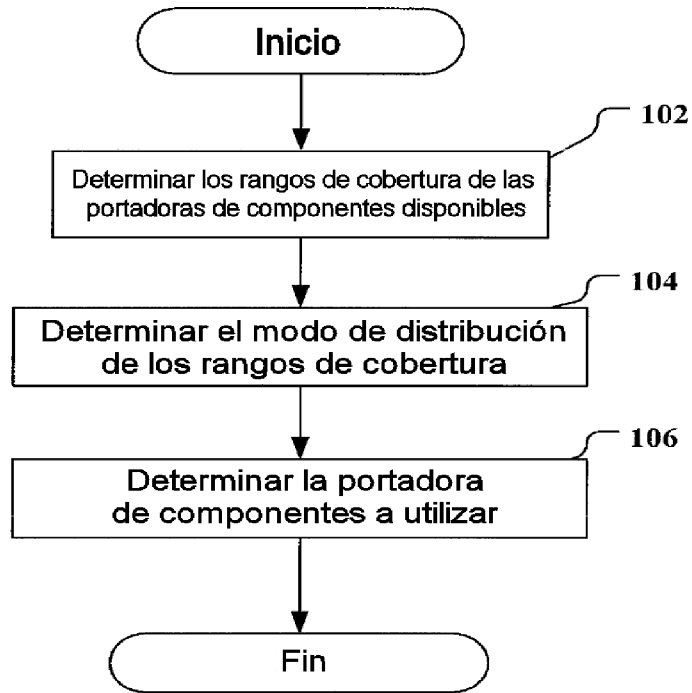 Inicio
102
Determinar los rangos de cobertura de las
portadoras de componentes disponibles
104
Determinar el modo de distribución
de los rangos de cobertura
106
Determinar la portadora
de componentes a utilizar
Fin